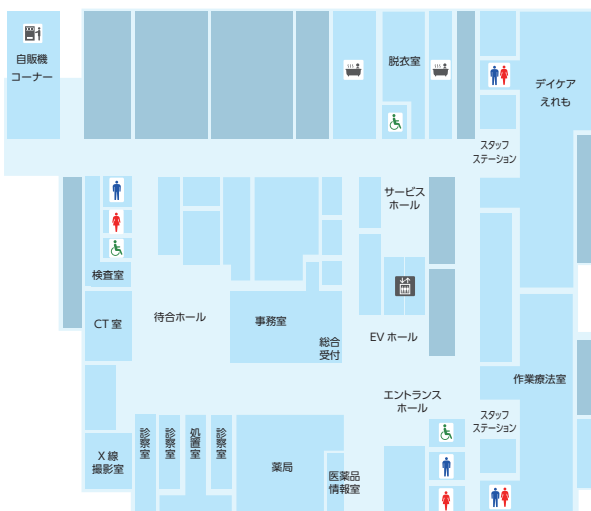 自販機
コーナー
脱衣室
デイケア
えれも
スタッフ
ステーション
サービス
ホール
検査室
CT 室
待合ホール
事務室
総合
受付
EV ホール
エントランス
ホール
作業療法室
スタッフ
ステーション
診察室
診察室
処置室
診察室
X 線
撮影室
薬局
医薬品
情報室